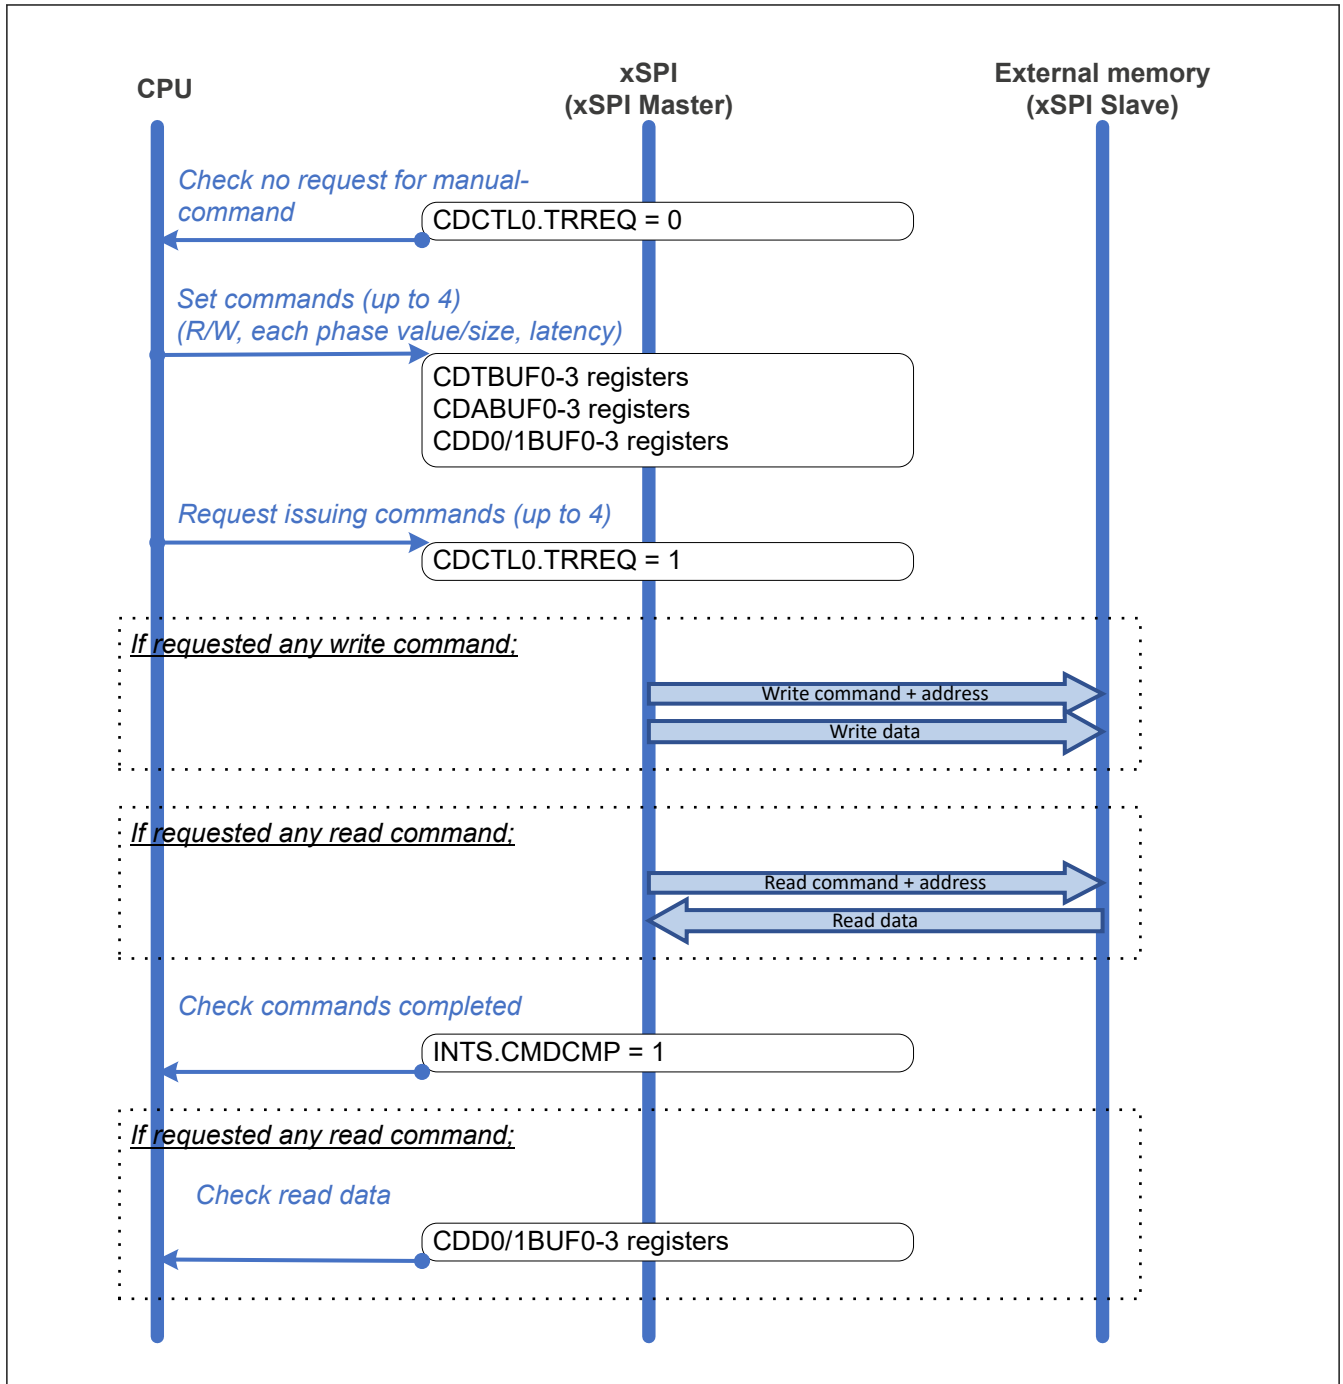 CPU
xSPI
(xSPI Master)
External memory
(xSPI Slave)
Check no request for manual-
command
CDCTL0.TRREQ = 0
Set commands (up to 4)
(R/W, each phase value/size, latency)
CDTBUF0-3 registers
CDABUF0-3 registers
CDD0/1BUF0-3 registers
Request issuing commands (up to 4)
CDCTL0.TRREQ = 1
If requested any write command;
Write command + address
Write data
If requested any read command;
Read command + address
Read data
Check commands completed
INTS.CMDCMP = 1
If requested any read command;
Check read data
CDD0/1BUF0-3 registers